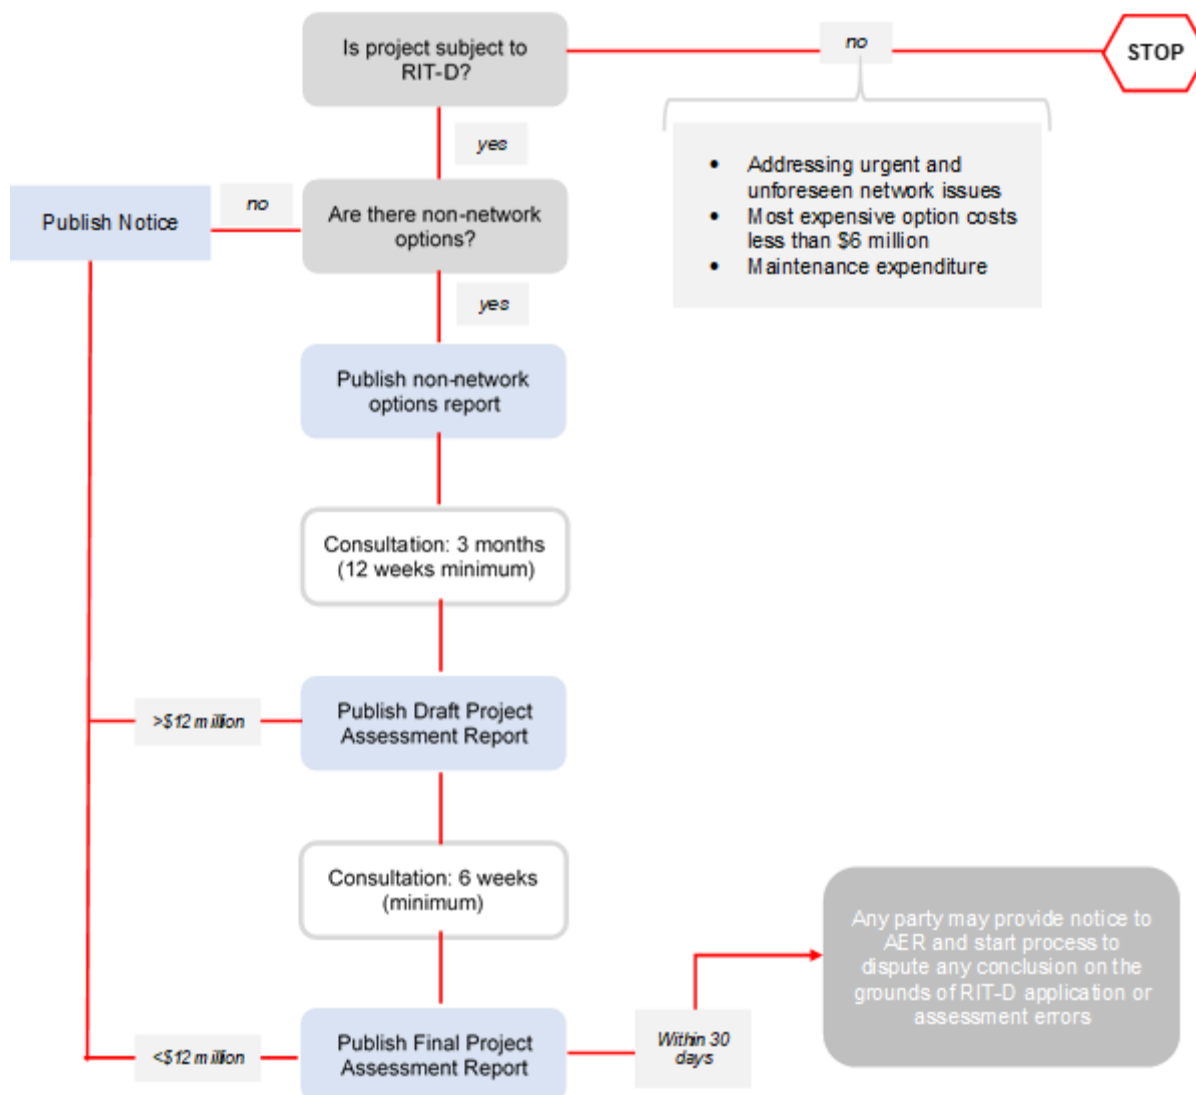 Is project subject to
RIT-D?
no
STOP
yes
• Addressing urgent and
unforeseen network issues
• Most expensive option costs
less than $6 million
• Maintenance expenditure
Publish Notice
no
Are there non-network
options?
yes
Publish non-network
options report
Consultation: 3 months
(12 weeks minimum)
>$12 million
Publish Draft Project
Assessment Report
Consultation: 6 weeks
(minimum)
Any party may provide notice to
AER and start process to
dispute any conclusion on the
grounds of RIT-D application or
assessment errors
<$12 million
Publish Final Project
Assessment Report
Within 30
days